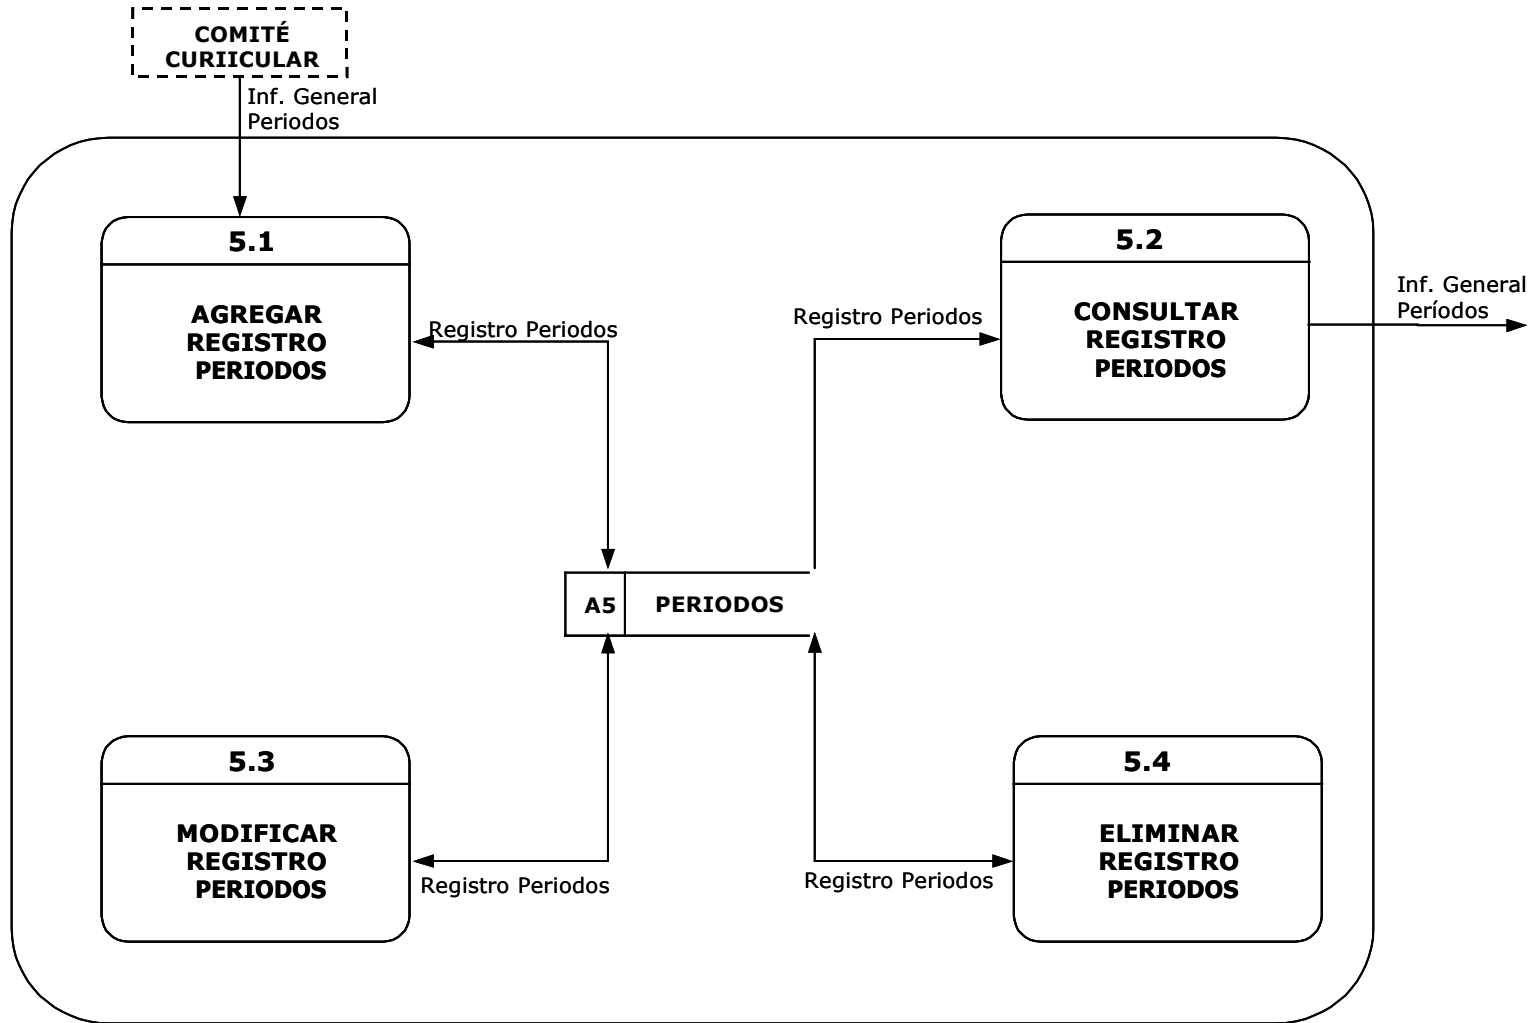 COMITÉ
CURIICULAR
Inf. General
Periodos
5.1
AGREGAR
REGISTRO
PERIODOS
Registro Periodos
5.2
CONSULTAR
REGISTRO
PERIODOS
Registro Periodos
Inf. General
Períodos
A5
PERIODOS
5.3
MODIFICAR
REGISTRO
PERIODOS
Registro Periodos
5.4
ELIMINAR
REGISTRO
PERIODOS
Registro Periodos